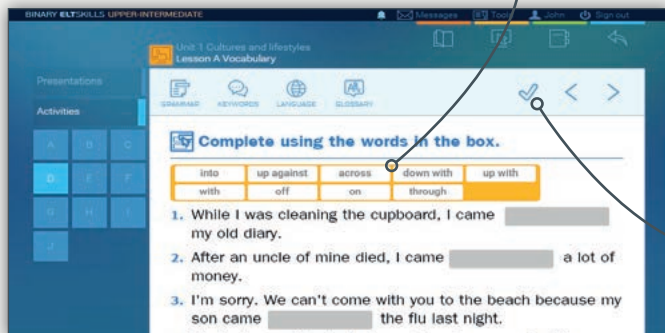 BINARY ELTSKILLS UPPER-INTERMEDIATE
Messages Tools John Sign out
Unit 1 Cultures and lifestyles
Lesson A Vocabulary
Presentations
Activities
GRAMMAR KEYWORDS LANGUAGE GLOSSARY
A B C
D E F
G H I
J
Complete using the words in the box.
into up against across down with up with
with off on through
1. While I was cleaning the cupboard, I came
my old diary.
2. After an uncle of mine died, I came a lot of
money.
3. I'm sorry. We can't come with you to the beach because my
son came the flu last night.